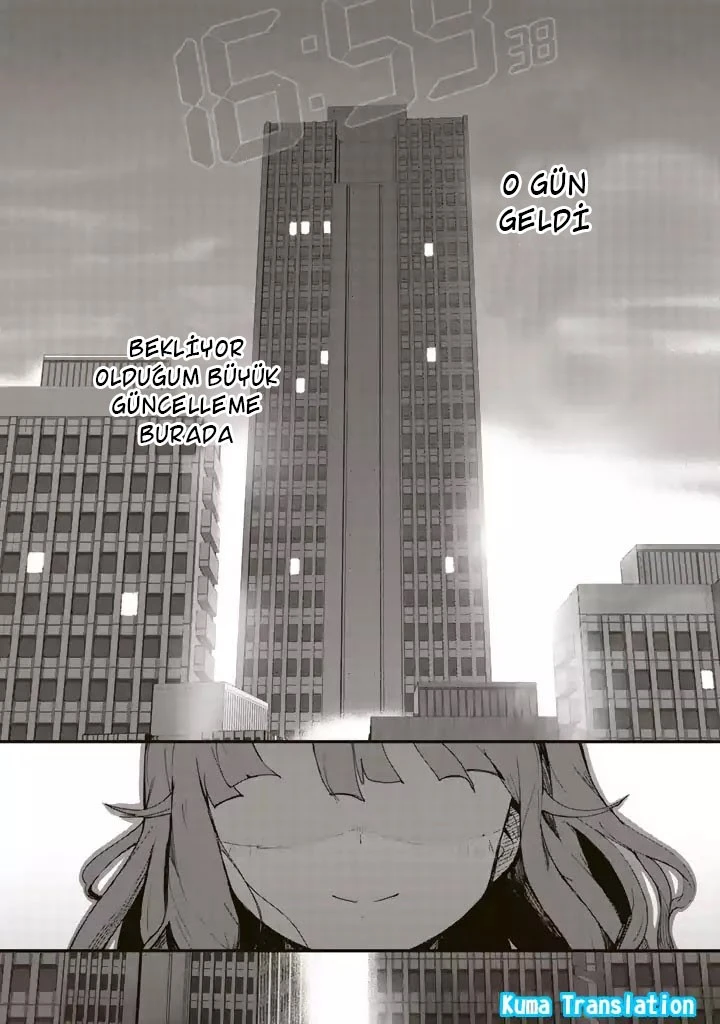 16:59 38
O GÜN
GELDİ
BEKLİYOR
OLDUĞUM BÜYÜK
GÜNCELLEME
BURADA
Kuma Translation